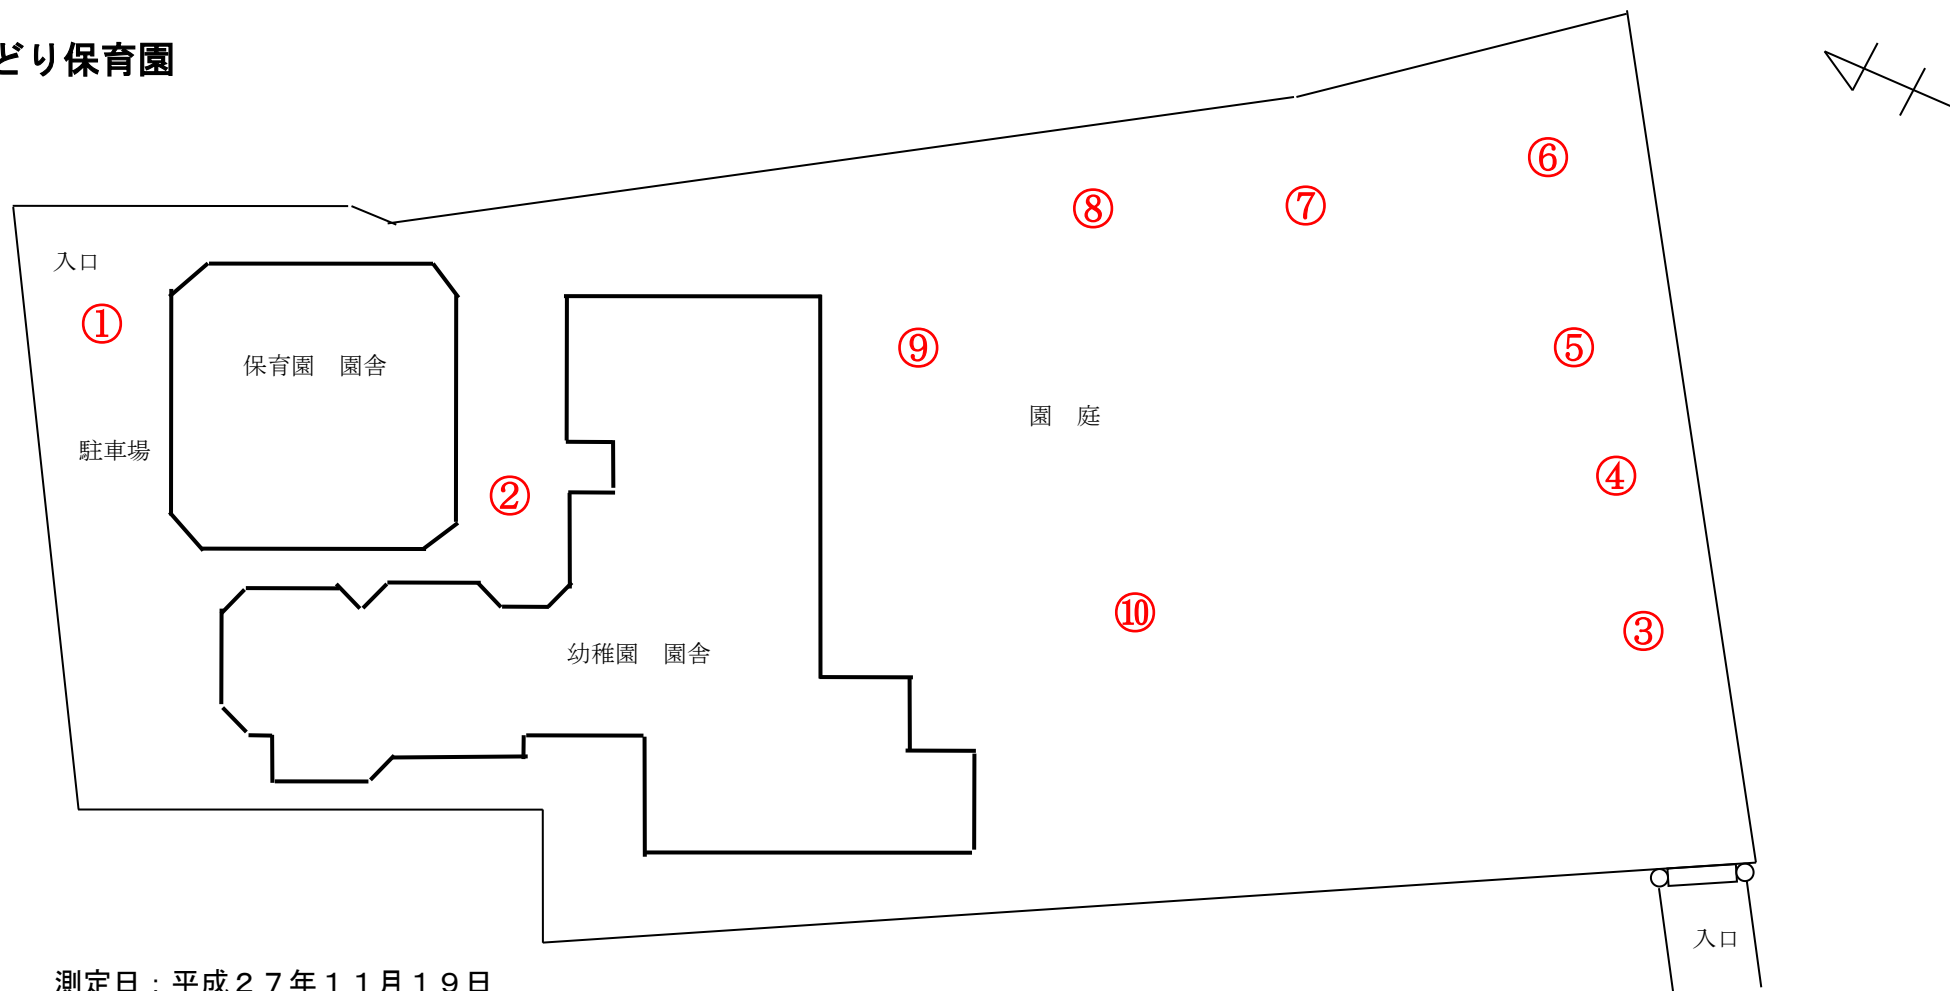 どり保育園
⑥
⑧
⑦
入口
①
⑨
⑤
保育園　園舎
園　庭
駐車場
②
④
⑩
③
幼稚園　園舎
入口
測定日：平成２７年１１月１９日